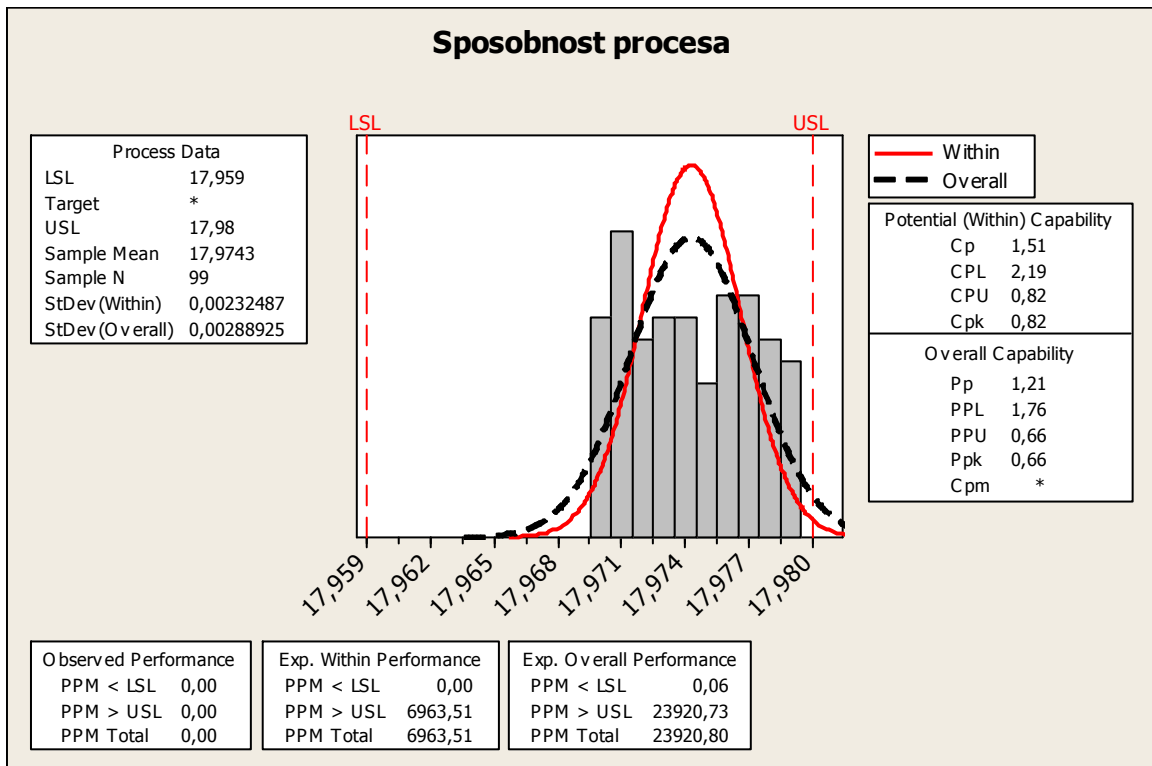 Sposobnost procesa
LSL
USL
Process Data
LSL 17,959
Target *
USL 17,98
Sample Mean 17,9743
Sample N 99
StDev(Within) 0,00232487
StDev(Overall) 0,00288925
Within
Overall
Potential (Within) Capability
Cp 1,51
CPL 2,19
CPU 0,82
Cpk 0,82
Overall Capability
Pp 1,21
PPL 1,76
PPU 0,66
Ppk 0,66
Cpm *
17,959 17,962 17,965 17,968 17,971 17,974 17,977 17,980
Observed Performance
PPM < LSL 0,00
PPM > USL 0,00
PPM Total 0,00
Exp. Within Performance
PPM < LSL 0,00
PPM > USL 6963,51
PPM Total 6963,51
Exp. Overall Performance
PPM < LSL 0,06
PPM > USL 23920,73
PPM Total 23920,80